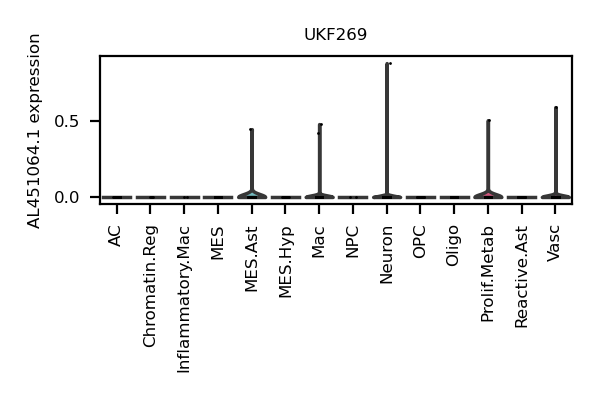 UKF269
AL451064.1 expression
0.5
0.0
AC
Chromatin.Reg
Inflammatory.Mac
MES
MES.Ast
MES.Hyp
Mac
NPC
Neuron
OPC
Oligo
Prolif.Metab
Reactive.Ast
Vasc